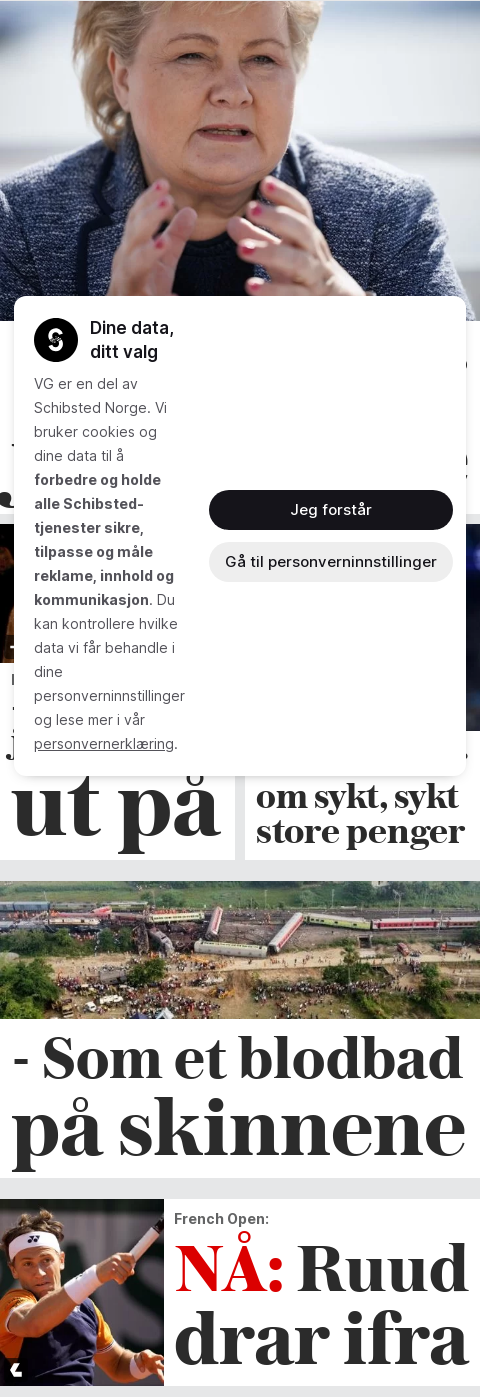 Dine data,
ditt valg
VG er en del av
Schibsted Norge. Vi
bruker cookies og
dine data til å
forbedre og holde
alle Schibsted-
tjenester sikre,
tilpasse og måle
reklame, innhold og
kommunikasjon. Du
kan kontrollere hvilke
data vi får behandle i
dine
personverninnstillinger
og lese mer i vår
personvernerklæring.
Jeg forstår
Gå til personverninnstillinger
ut på
om sykt, sykt
store penger
- Som et blodbad
på skinnene
French Open:
NÅ: Ruud
drar ifra